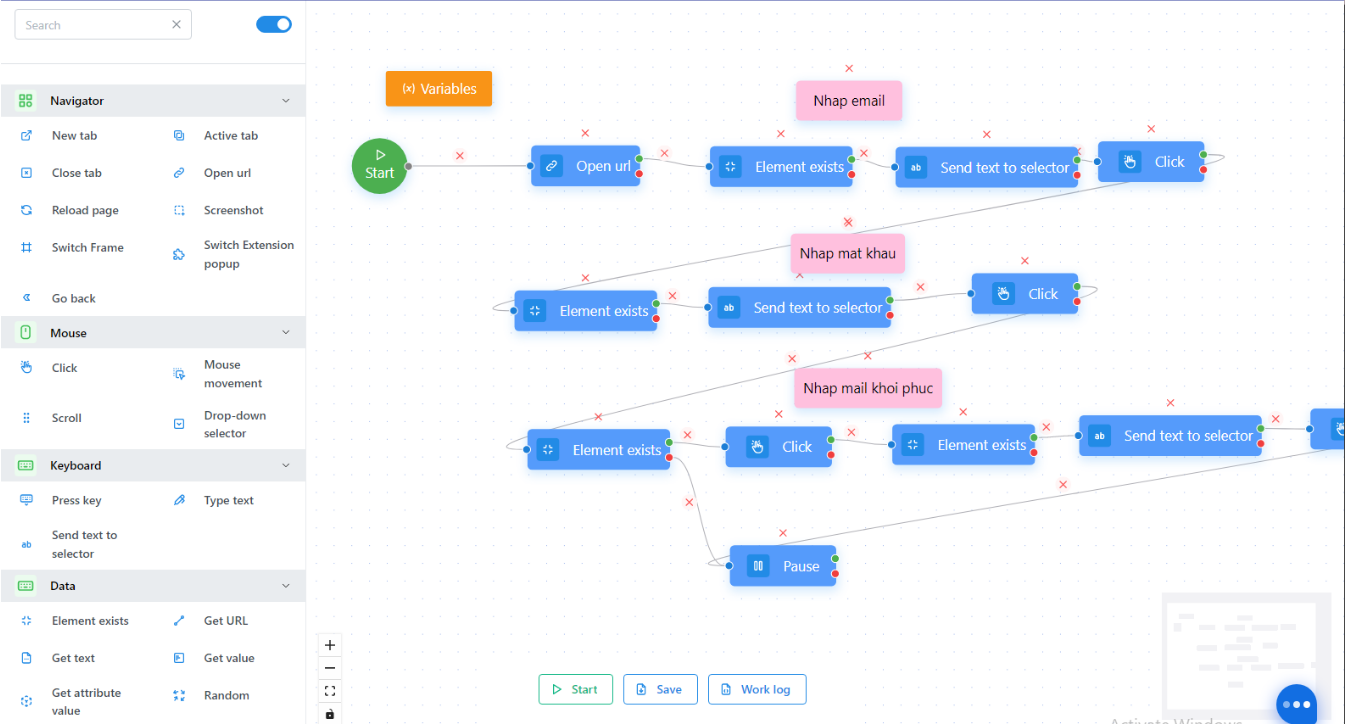 Search
Navigator
New tab
Active tab
Close tab
Open url
Reload page
Screenshot
Switch Frame
Switch Extension
popup
Go back
Mouse
Click
Mouse
movement
Scroll
Drop-down
selector
Keyboard
Press key
Type text
ab
Send text to
selector
Data
Element exists
Get URL
Get text
Get value
Get attribute
value
Random
(x) Variables
Nhap email
Start
Open url
Element exists
ab
Send text to selector
Click
Nhap mat khau
Element exists
ab
Send text to selector
Click
Nhap mail khoi phuc
Element exists
Click
Element exists
ab
Send text to selector
Pause
Start
Save
Work log
Activate Windows